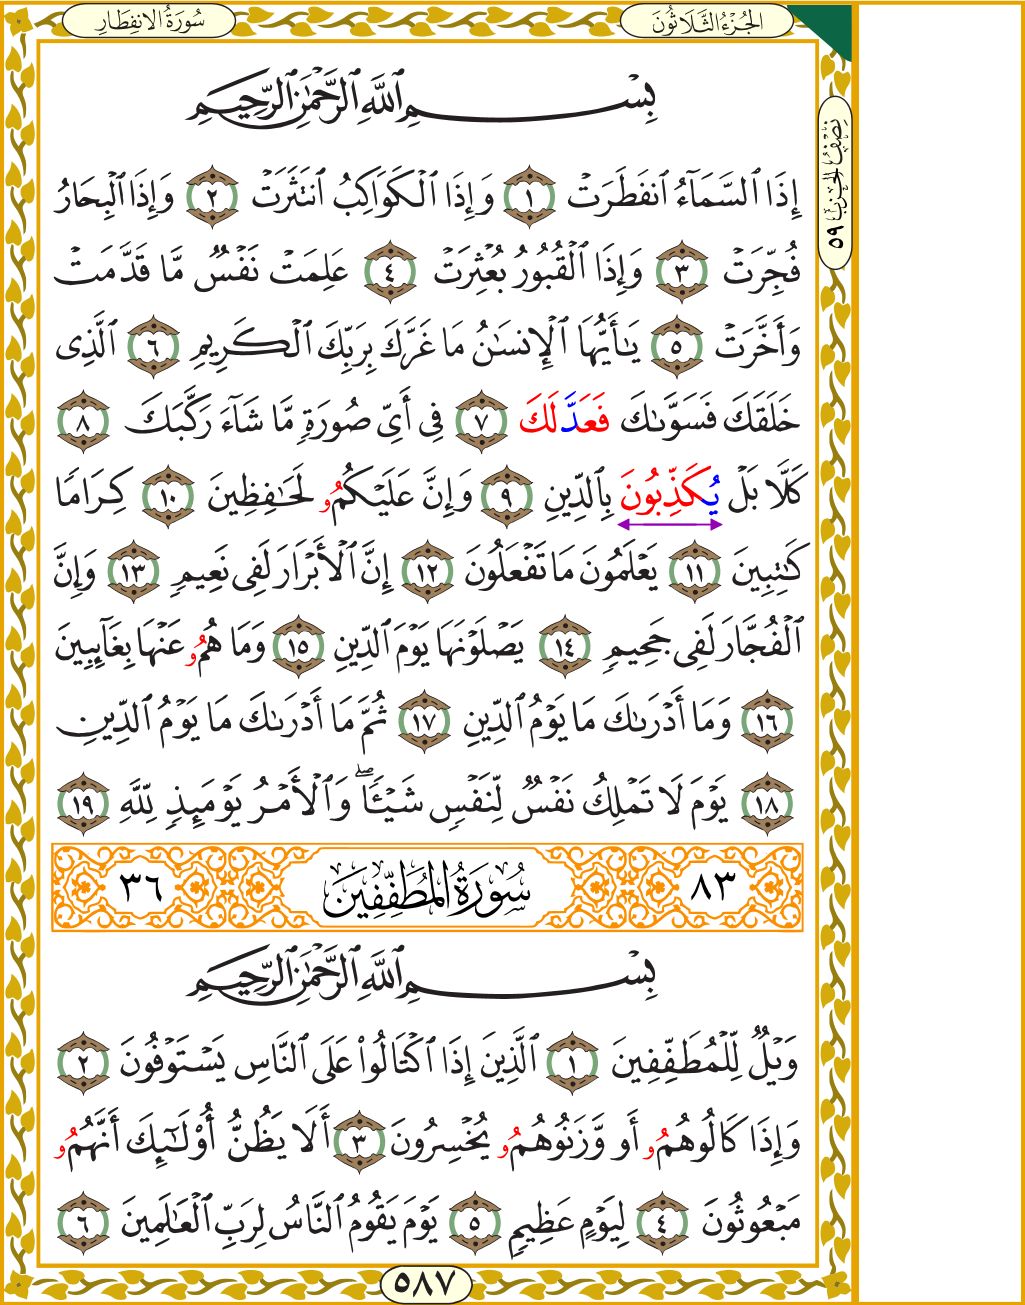 سُورَةُ الانفِطَارِ
الجُزْءُ الثَّلَاثُونَ
نِصْفُ الحِزْبِ ٥٩
بِسْمِ ٱللَّهِ ٱلرَّحْمَٰنِ ٱلرَّحِيمِ
إِذَا ٱلسَّمَآءُ ٱنفَطَرَتْ ١ وَإِذَا ٱلْكَوَاكِبُ ٱنتَثَرَتْ ٢ وَإِذَا ٱلْبِحَارُ
فُجِّرَتْ ٣ وَإِذَا ٱلْقُبُورُ بُعْثِرَتْ ٤ عَلِمَتْ نَفْسٌ مَّا قَدَّمَتْ
وَأَخَّرَتْ ٥ يَٰٓأَيُّهَا ٱلْإِنسَٰنُ مَا غَرَّكَ بِرَبِّكَ ٱلْكَرِيمِ ٦ ٱلَّذِى
خَلَقَكَ فَسَوَّىٰكَ فَعَدَّلَكَ ٧ فِىٓ أَىِّ صُورَةٍ مَّا شَآءَ رَكَّبَكَ ٨
كَلَّا بَلْ يُكَذِّبُونَ بِٱلدِّينِ ٩ وَإِنَّ عَلَيْكُمُو لَحَٰفِظِينَ ١٠ كِرَامًا
كَٰتِبِينَ ١١ يَعْلَمُونَ مَا تَفْعَلُونَ ١٢ إِنَّ ٱلْأَبْرَارَ لَفِى نَعِيمٍ ١٣ وَإِنَّ
ٱلْفُجَّارَ لَفِى جَحِيمٍ ١٤ يَصْلَوْنَهَا يَوْمَ ٱلدِّينِ ١٥ وَمَا هُمُو عَنْهَا بِغَآئِبِينَ
١٦ وَمَآ أَدْرَىٰكَ مَا يَوْمُ ٱلدِّينِ ١٧ ثُمَّ مَآ أَدْرَىٰكَ مَا يَوْمُ ٱلدِّينِ
١٨ يَوْمَ لَا تَمْلِكُ نَفْسٌ لِّنَفْسٍ شَيْـًٔا ۖ وَٱلْأَمْرُ يَوْمَئِذٍ لِّلَّهِ ١٩
٨٣ سُورَةُ المُطَفِّفِينَ ٣٦
بِسْمِ ٱللَّهِ ٱلرَّحْمَٰنِ ٱلرَّحِيمِ
وَيْلٌ لِّلْمُطَفِّفِينَ ١ ٱلَّذِينَ إِذَا ٱكْتَالُوا۟ عَلَى ٱلنَّاسِ يَسْتَوْفُونَ ٢
وَإِذَا كَالُوهُمُو أَو وَّزَنُوهُمُو يُخْسِرُونَ ٣ أَلَا يَظُنُّ أُو۟لَٰٓئِكَ أَنَّهُمُو
مَبْعُوثُونَ ٤ لِيَوْمٍ عَظِيمٍ ٥ يَوْمَ يَقُومُ ٱلنَّاسُ لِرَبِّ ٱلْعَٰلَمِينَ ٦
٥٨٧